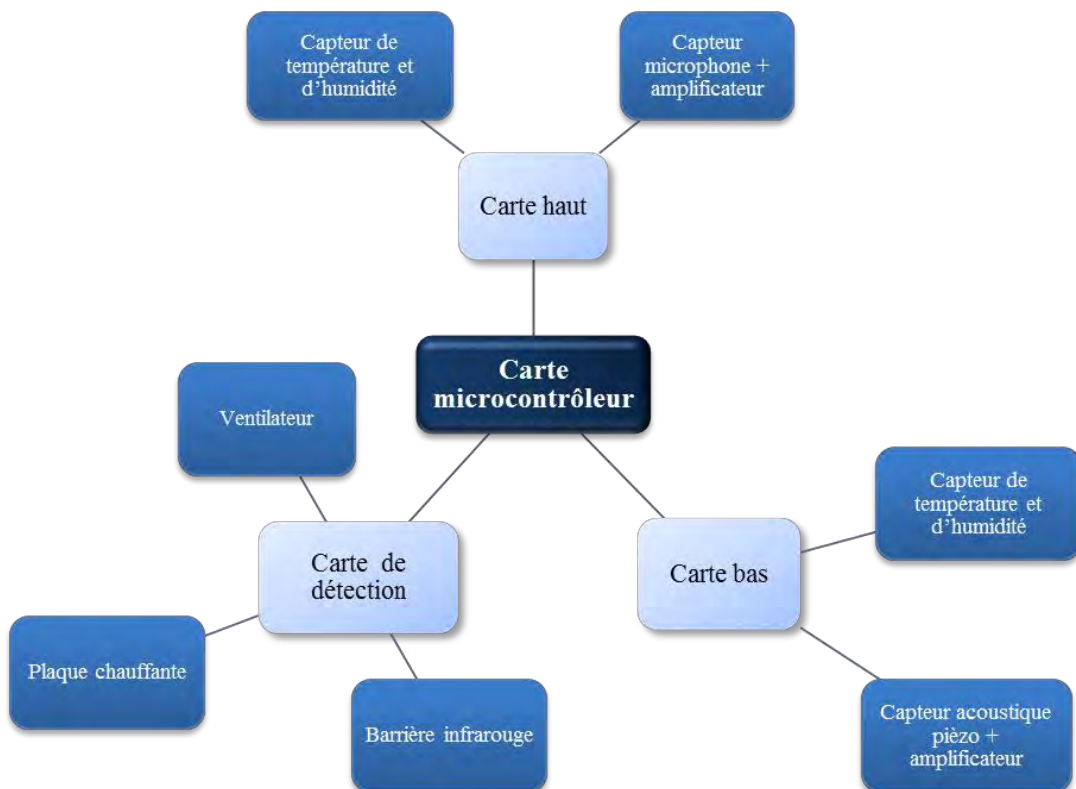 Capteur de
température et
d’humidité
Capteur
microphone +
amplificateur
Carte haut
Carte
microcontrôleur
Ventilateur
Capteur de
température et
d’humidité
Carte de
détection
Carte bas
Plaque chauffante
Barrière infrarouge
Capteur acoustique
pièzo +
amplificateur